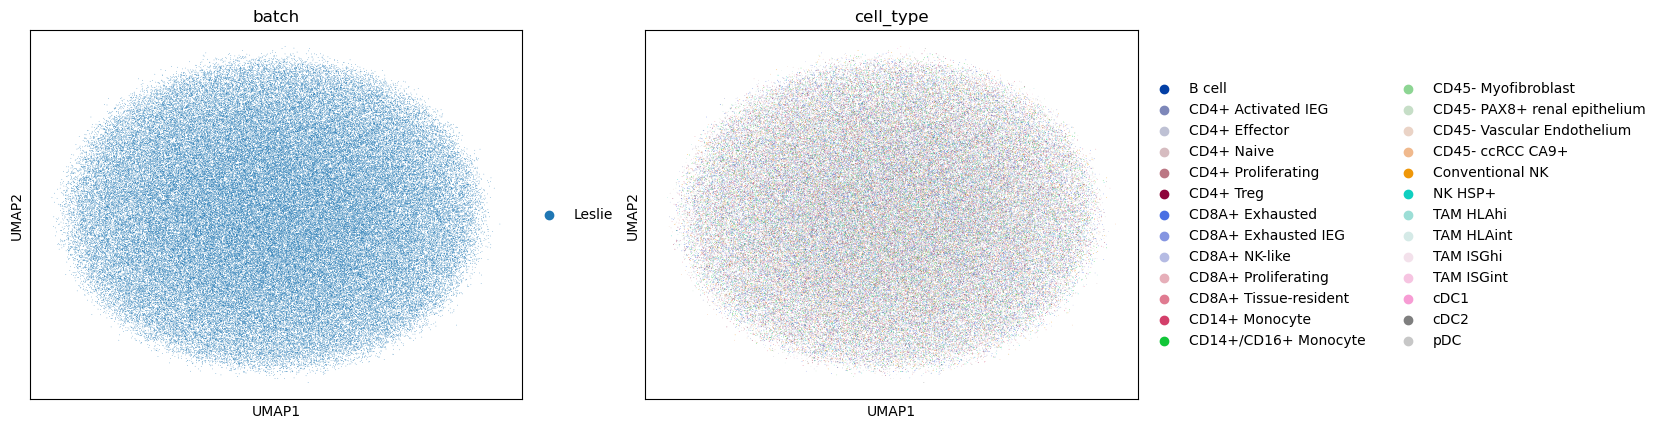 batch
UMAP2
UMAP1
Leslie
cell_type
UMAP2
UMAP1
B cell
CD4+ Activated IEG
CD4+ Effector
CD4+ Naive
CD4+ Proliferating
CD4+ Treg
CD8A+ Exhausted
CD8A+ Exhausted IEG
CD8A+ NK-like
CD8A+ Proliferating
CD8A+ Tissue-resident
CD14+ Monocyte
CD14+/CD16+ Monocyte
CD45- Myofibroblast
CD45- PAX8+ renal epithelium
CD45- Vascular Endothelium
CD45- ccRCC CA9+
Conventional NK
NK HSP+
TAM HLAhi
TAM HLAint
TAM ISGhi
TAM ISGint
cDC1
cDC2
pDC